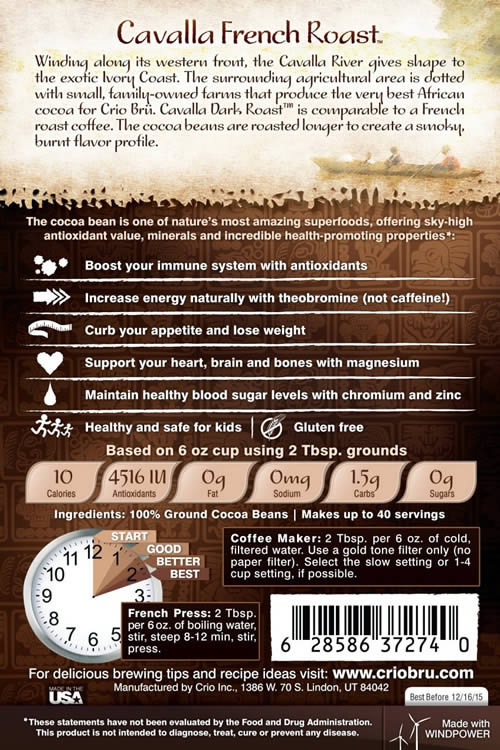 Cavalla French Roast™
Winding along its western front, the Cavalla River gives shape to
the exotic Ivory Coast. The surrounding agricultural area is dotted
with small, family-owned farms that produce the very best African
cocoa for Crio Brü. Cavalla Dark Roast™ is comparable to a French
roast coffee. The cocoa beans are roasted longer to create a smoky,
burnt flavor profile.
The cocoa bean is one of nature's most amazing superfoods, offering sky-high
antioxidant value, minerals and incredible health-promoting properties*:
Boost your immune system with antioxidants
Increase energy naturally with theobromine (not caffeine!)
Curb your appetite and lose weight
Support your heart, brain and bones with magnesium
Maintain healthy blood sugar levels with chromium and zinc
Healthy and safe for kids | Gluten free
Based on 6 oz cup using 2 Tbsp. grounds
10 4516 IU 0g 0mg 1.5g 0g
Calories Antioxidants Fat Sodium Carbs Sugars
Ingredients: 100% Ground Cocoa Beans | Makes up to 40 servings
START
GOOD
BETTER
BEST
12 1 2 3 4 5 6 7 8 9 10 11
Coffee Maker: 2 Tbsp. per 6 oz. of cold,
filtered water. Use a gold tone filter only (no
paper filter). Select the slow setting or 1-4
cup setting, if possible.
French Press: 2 Tbsp.
per 6 oz. of boiling water,
stir, steep 8-12 min, stir,
press.
6 28586 37274 0
For delicious brewing tips and recipe ideas visit: www.criobru.com
MADE IN THE
USA
Manufactured by Crio Inc., 1386 W. 70 S. Lindon, UT 84042
Best Before 12/16/15
*These statements have not been evaluated by the Food and Drug Administration.
This product is not intended to diagnose, treat, cure or prevent any disease.
Made with
WINDPOWER